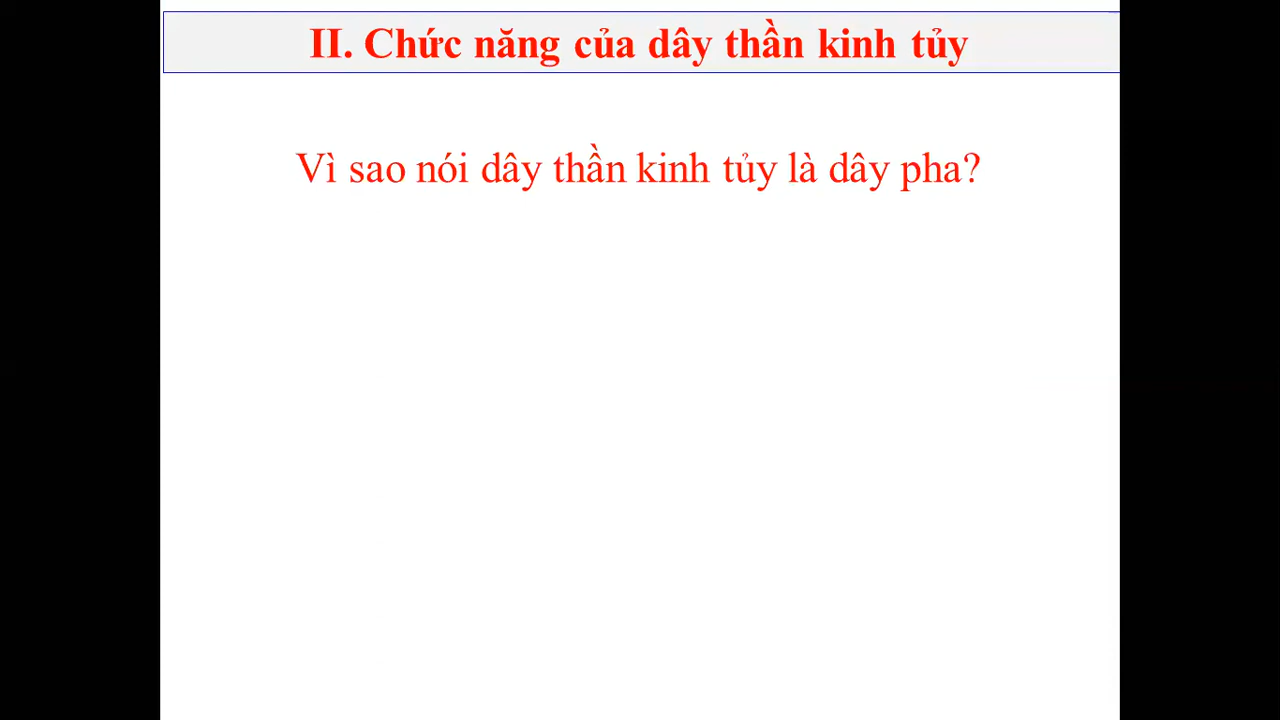 II. Chức năng của dây thần kinh tủy
Vì sao nói dây thần kinh tủy là dây pha?